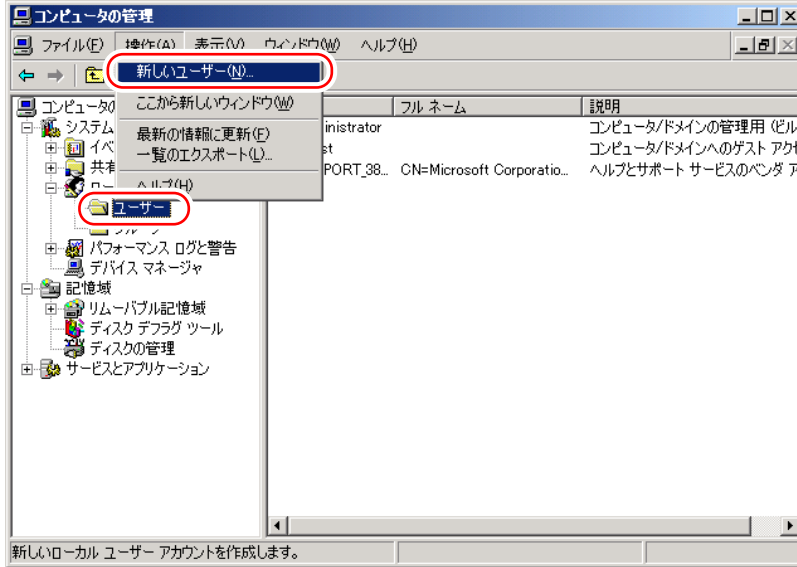 コンピュータの管理
ファイル(F) 操作(A) 表示(V) ウィンドウ(W) ヘルプ(H)
新しいユーザー(N)...
ここから新しいウィンドウ(W)
最新の情報に更新(F)
一覧のエクスポート(L)...
ヘルプ(H)
フル ネーム 説明
コンピュータの
inistrator コンピュータ/ドメインの管理用 (ビル
システム
st コンピュータ/ドメインへのゲスト アクセ
イベ
PORT_38... CN=Microsoft Corporatio... ヘルプとサポート サービスのベンダ ア
共有
ロー
ユーザー
グループ
パフォーマンス ログと警告
デバイス マネージャ
記憶域
リムーバブル記憶域
ディスク デフラグ ツール
ディスクの管理
サービスとアプリケーション
新しいローカル ユーザー アカウントを作成します。